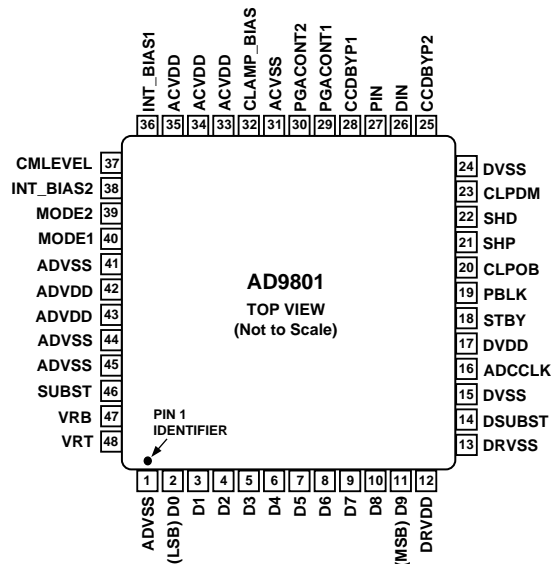 INT_BIAS1
ACVDD
ACVDD
ACVDD
CLAMP_BIAS
ACVSS
PGACONT2
PGACONT1
CCDBYP1
PIN
DIN
CCDBYP2
36 35 34 33 32 31 30 29 28 27 26 25
CMLEVEL 37
INT_BIAS2 38
MODE2 39
MODE1 40
ADVSS 41
ADVDD 42
ADVDD 43
ADVSS 44
ADVSS 45
SUBST 46
VRB 47
VRT 48
AD9801
TOP VIEW
(Not to Scale)
PIN 1
IDENTIFIER
24 DVSS
23 CLPDM
22 SHD
21 SHP
20 CLPOB
19 PBLK
18 STBY
17 DVDD
16 ADCCLK
15 DVSS
14 DSUBST
13 DRVSS
1 2 3 4 5 6 7 8 9 10 11 12
ADVSS
(LSB) D0
D1
D2
D3
D4
D5
D6
D7
D8
(MSB) D9
DRVDD